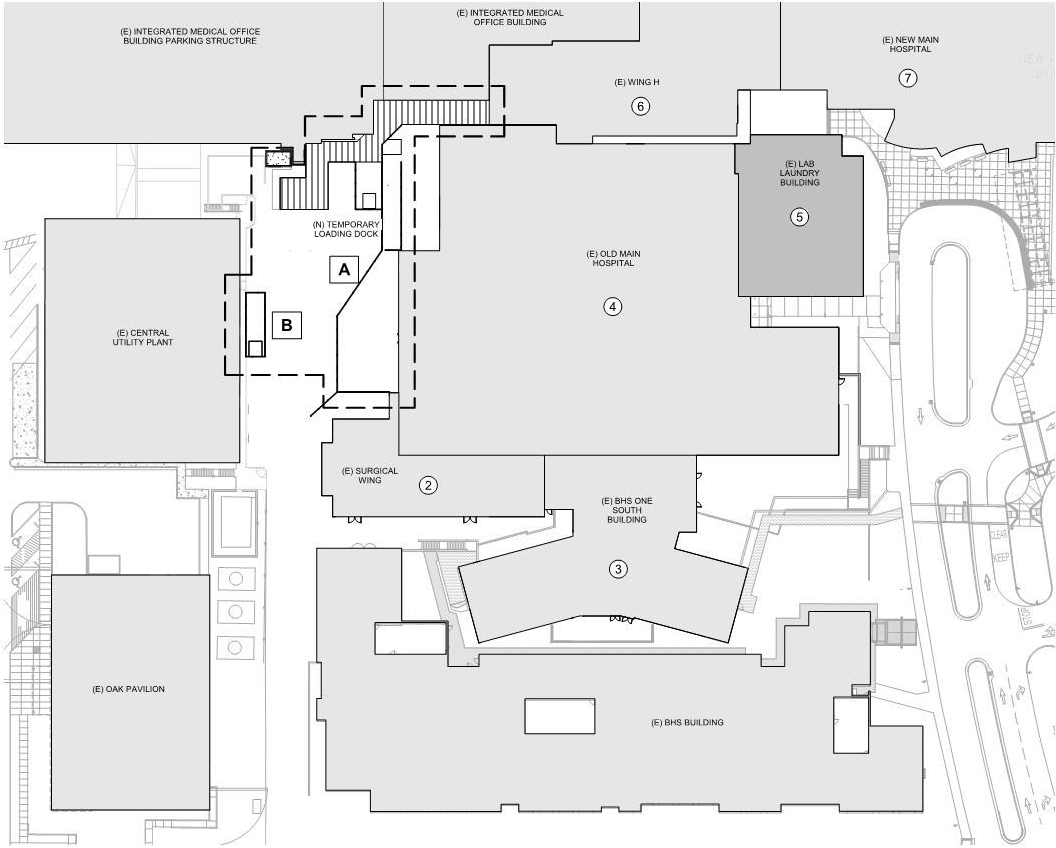 (E) INTEGRATED MEDICAL OFFICE
BUILDING PARKING STRUCTURE
(E) INTEGRATED MEDICAL
OFFICE BUILDING
(E) NEW MAIN
HOSPITAL
7
(E) WING H
6
(E) LAB
LAUNDRY
BUILDING
5
(N) TEMPORARY
LOADING DOCK
A
(E) OLD MAIN
HOSPITAL
4
B
(E) CENTRAL
UTILITY PLANT
(E) SURGICAL
WING
2
(E) BHS ONE
SOUTH
BUILDING
3
CLEAR
KEEP
STOP
(E) OAK PAVILION
(E) BHS BUILDING